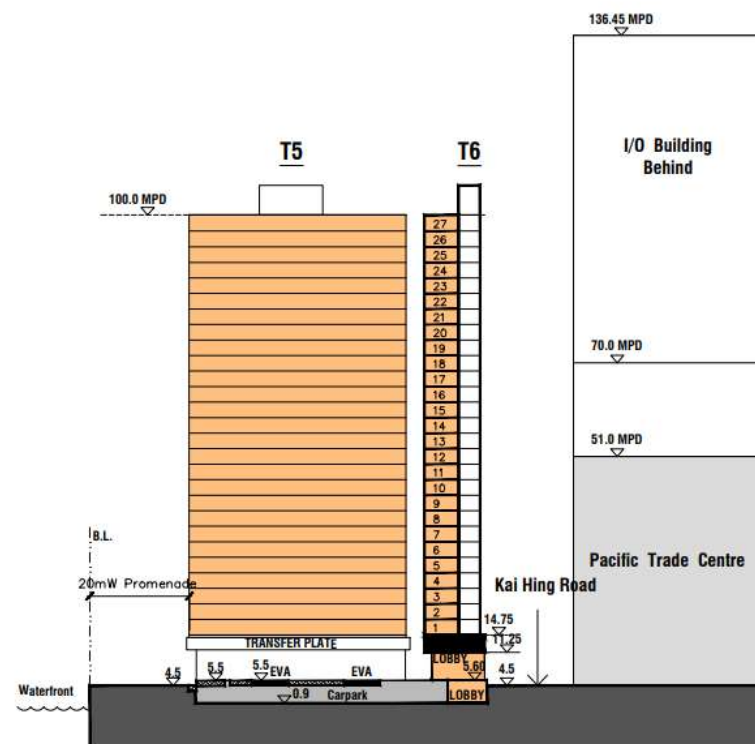 136.45 MPD
I/O Building
Behind
T5
T6
100.0 MPD
27
26
25
24
23
22
21
20
19
18
17
16
15
14
13
12
11
10
9
8
7
6
5
4
3
2
1
70.0 MPD
51.0 MPD
Pacific Trade Centre
B.L.
20mW Promenade
Kai Hing Road
14.75
11.25
TRANSFER PLATE
LOBBY
4.5
5.5
5.5
EVA
EVA
5.60
4.5
Waterfront
0.9
Carpark
LOBBY